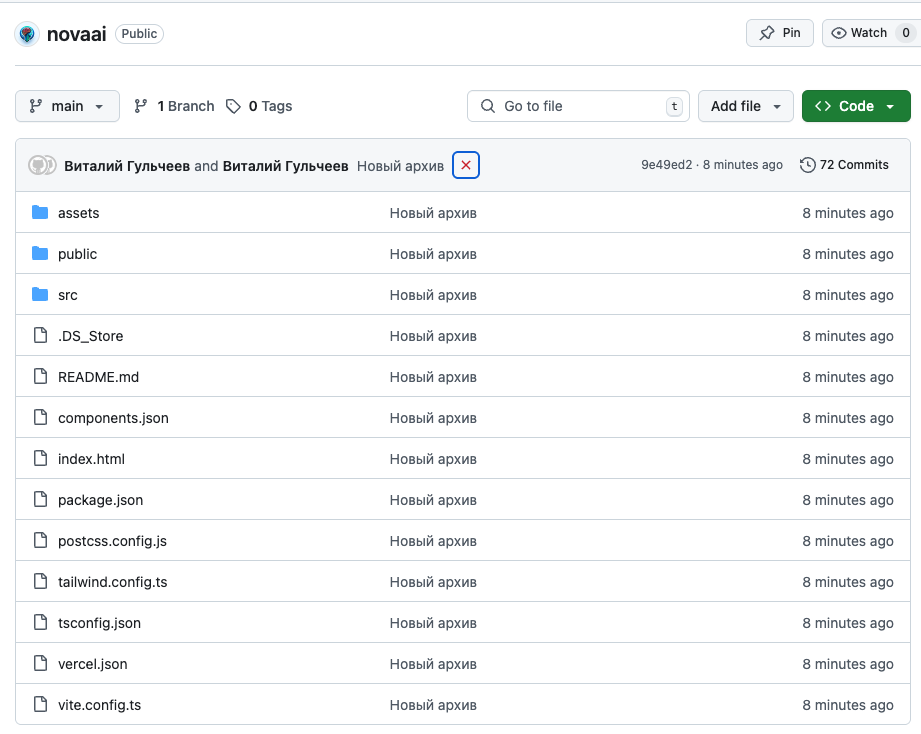 novaai Public Pin Watch 0
main 1 Branch 0 Tags Go to file t Add file Code
Виталий Гульчеев and Виталий Гульчеев Новый архив 9e49ed2 · 8 minutes ago 72 Commits
assets Новый архив 8 minutes ago
public Новый архив 8 minutes ago
src Новый архив 8 minutes ago
.DS_Store Новый архив 8 minutes ago
README.md Новый архив 8 minutes ago
components.json Новый архив 8 minutes ago
index.html Новый архив 8 minutes ago
package.json Новый архив 8 minutes ago
postcss.config.js Новый архив 8 minutes ago
tailwind.config.ts Новый архив 8 minutes ago
tsconfig.json Новый архив 8 minutes ago
vercel.json Новый архив 8 minutes ago
vite.config.ts Новый архив 8 minutes ago